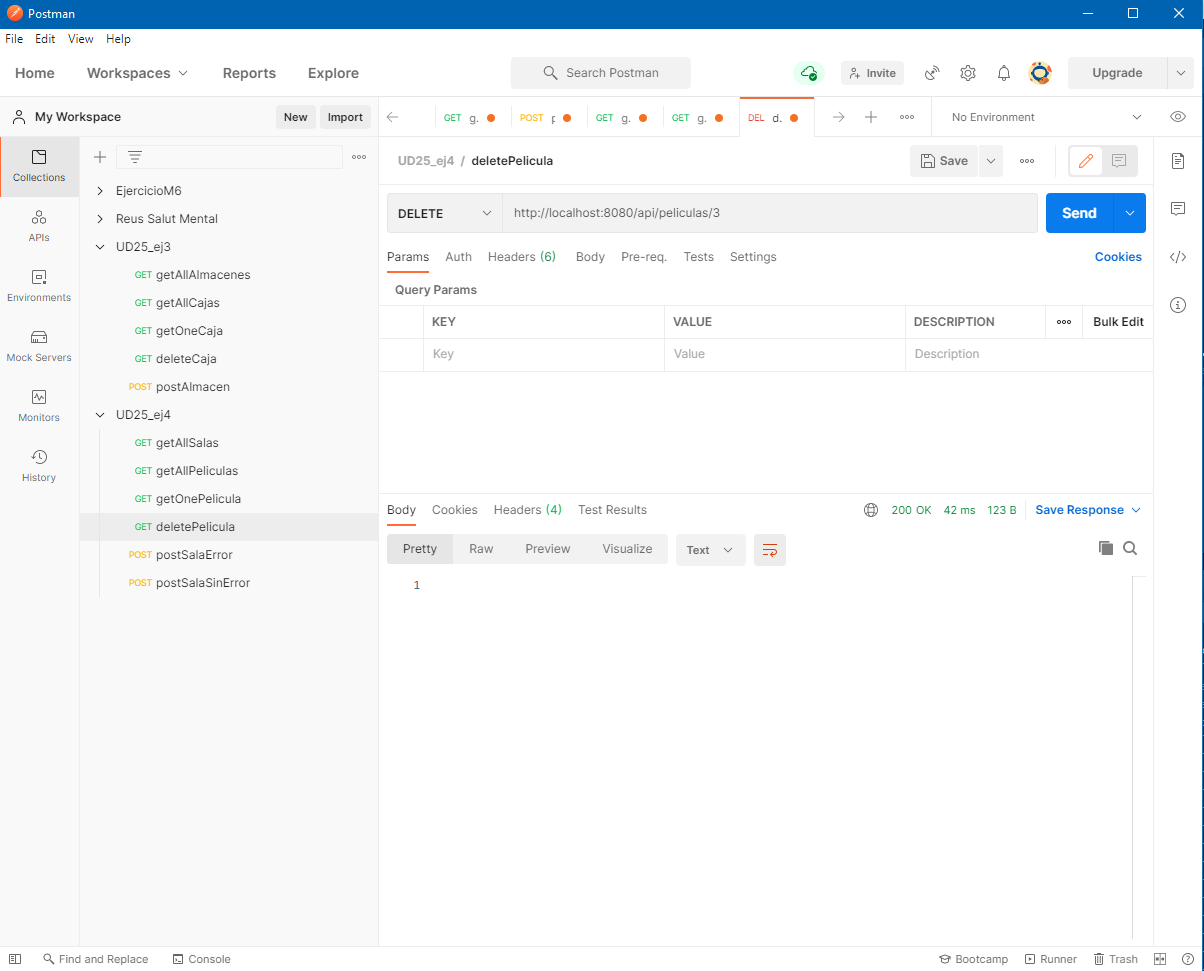 Postman
File Edit View Help
Home Workspaces Reports Explore Search Postman Invite Upgrade
My Workspace New Import
GET g. POST GET g. GET g. DEL d. No Environment
Collections
APIs
Environments
Mock Servers
Monitors
History
EjercicioM6
Reus Salut Mental
UD25_ej3
GET getAllAlmacenes
GET getAllCajas
GET getOneCaja
GET deleteCaja
POST postAlmacen
UD25_ej4
GET getAllSalas
GET getAllPeliculas
GET getOnePelicula
GET deletePelicula
POST postSalaError
POST postSalaSinError
UD25_ej4 / deletePelicula Save
DELETE http://localhost:8080/api/peliculas/3 Send
Params Auth Headers (6) Body Pre-req. Tests Settings Cookies
Query Params
KEY VALUE DESCRIPTION Bulk Edit
Key Value Description
Body Cookies Headers (4) Test Results 200 OK 42 ms 123 B Save Response
Pretty Raw Preview Visualize Text
1
Find and Replace Console Bootcamp Runner Trash